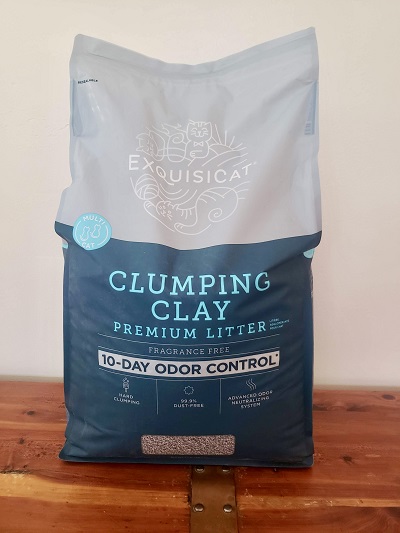 EXQUISICAT
MULTI
CAT
CLUMPING
CLAY
PREMIUM LITTER
FRAGRANCE FREE
10-DAY ODOR CONTROL*
HARD
CLUMPING
99.9%
DUST-FREE
ADVANCED ODOR
NEUTRALIZING
SYSTEM